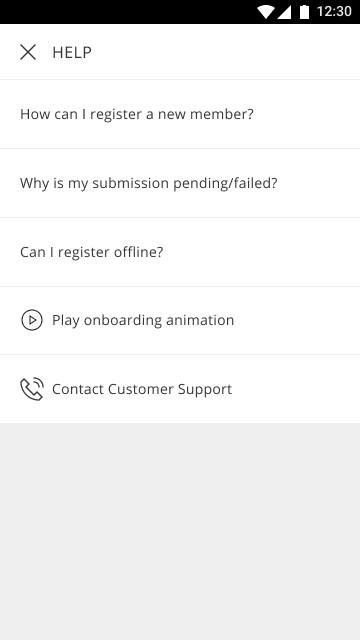 12:30
HELP
How can I register a new member?
Why is my submission pending/failed?
Can I register offline?
Play onboarding animation
Contact Customer Support